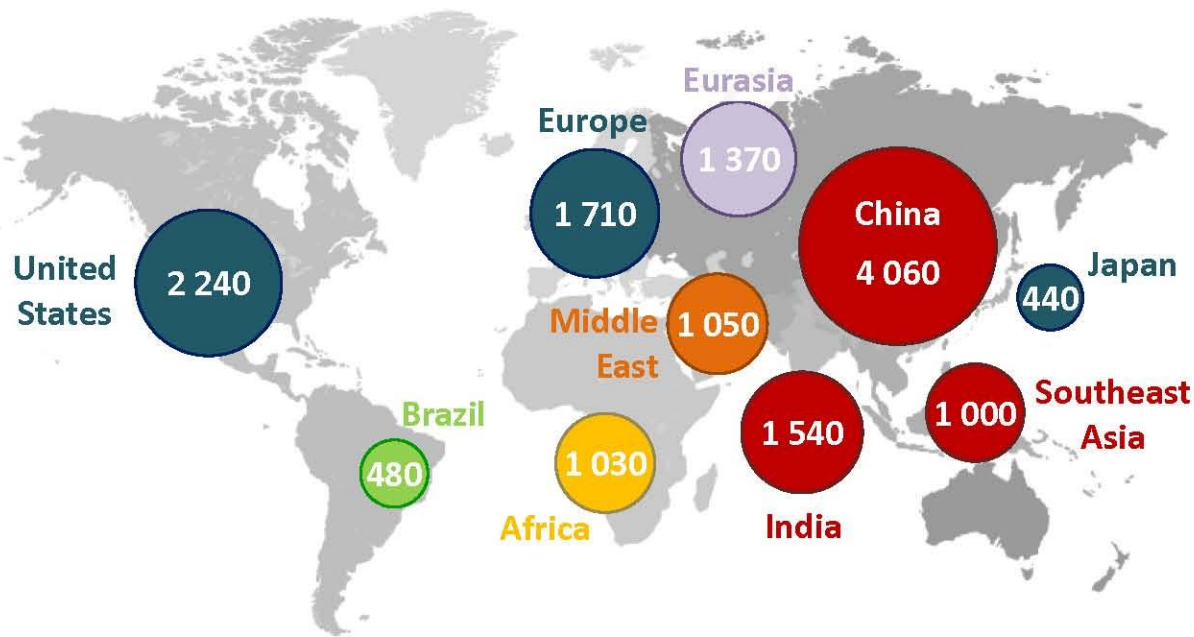 Eurasia
1 370
Europe
1 710
China
4 060
United
States
2 240
Japan
440
Middle
East
1 050
Southeast
Asia
1 000
Brazil
480
Africa
1 030
1 540
India